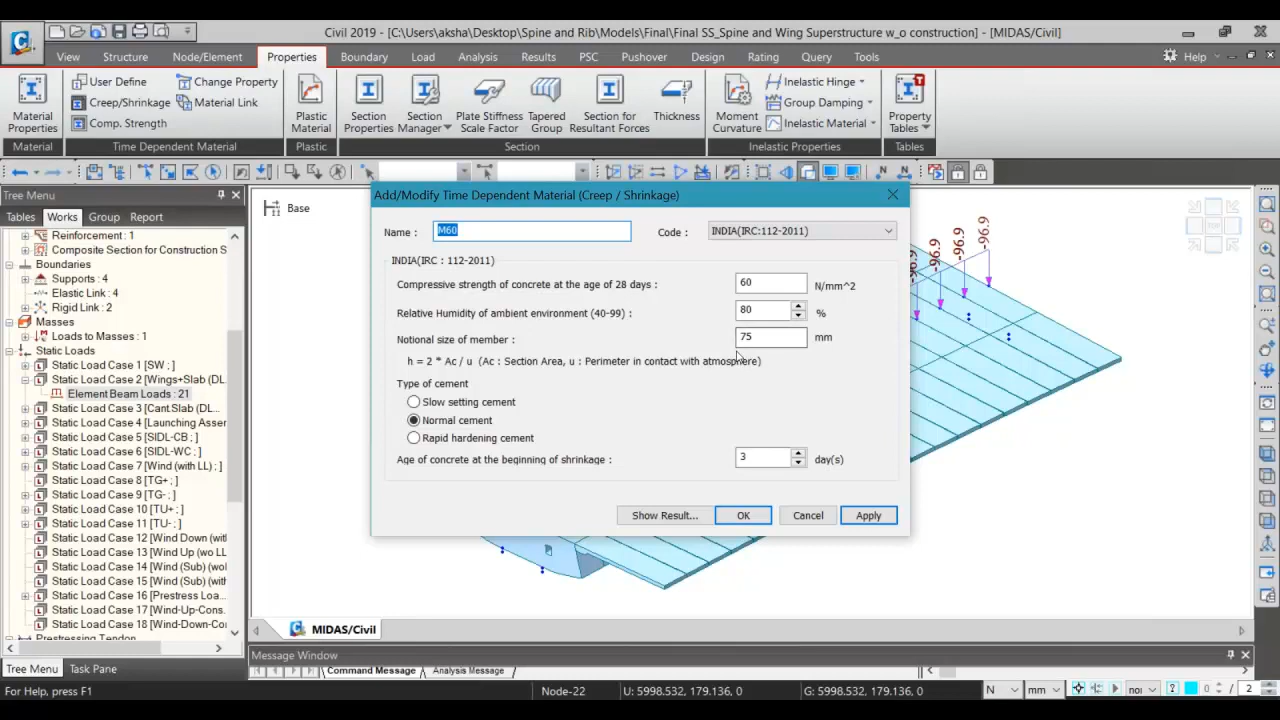 Civil 2019 - [C:\Users\aksha\Desktop\Spine and Rib\Models\Final\Final SS_Spine and Wing Superstructure w_o construction] - [MIDAS/Civil]
View Structure Node/Element Properties Boundary Load Analysis Results PSC Pushover Design Rating Query Tools Help
User Define Change Property Inelastic Hinge
Creep/Shrinkage Material Link Group Damping
Comp. Strength Inelastic Material
Material Properties
Plastic Material
Section Properties
Section Manager
Plate Stiffness Scale Factor
Tapered Group
Section for Resultant Forces
Thickness
Moment Curvature
Property Tables
Material Time Dependent Material Plastic Section Inelastic Properties Tables
Tree Menu
Tables Works Group Report
Reinforcement : 1
Composite Section for Construction S
Boundaries
Supports : 4
Elastic Link : 4
Rigid Link : 2
Masses
Loads to Masses : 1
Static Loads
Static Load Case 1 [SW ; ]
Static Load Case 2 [Wings+Slab (DL
Element Beam Loads : 21
Static Load Case 3 [Cant.Slab (DL...
Static Load Case 4 [Launching Asser
Static Load Case 5 [SIDL-CB ; ]
Static Load Case 6 [SIDL-WC ; ]
Static Load Case 7 [Wind (with LL) ; ]
Static Load Case 8 [TG+ ; ]
Static Load Case 9 [TG- ; ]
Static Load Case 10 [TU+ ; ]
Static Load Case 11 [TU- ; ]
Static Load Case 12 [Wind Down (with
Static Load Case 13 [Wind Up (wo LL
Static Load Case 14 [Wind (Sub) (wol
Static Load Case 15 [Wind (Sub) (with
Static Load Case 16 [Prestress Loa...
Static Load Case 17 [Wind-Up-Cons.
Static Load Case 18 [Wind-Down-Cor
Prestressing Tendon
Tree Menu Task Pane
Base
Add/Modify Time Dependent Material (Creep / Shrinkage)
Name : M60 Code : INDIA(IRC:112-2011)
INDIA(IRC : 112-2011)
Compressive strength of concrete at the age of 28 days : 60 N/mm^2
Relative Humidity of ambient environment (40-99) : 80 %
Notional size of member : 75 mm
h = 2 * Ac / u (Ac : Section Area, u : Perimeter in contact with atmosphere)
Type of cement
Slow setting cement
Normal cement
Rapid hardening cement
Age of concrete at the beginning of shrinkage : 3 day(s)
Show Result... OK Cancel Apply
-96.9
-96.9
-96.9
MIDAS/Civil
Message Window
Command Message Analysis Message
For Help, press F1 Node-22 U: 5998.532, 179.136, 0 G: 5998.532, 179.136, 0 N mm 0 / 2